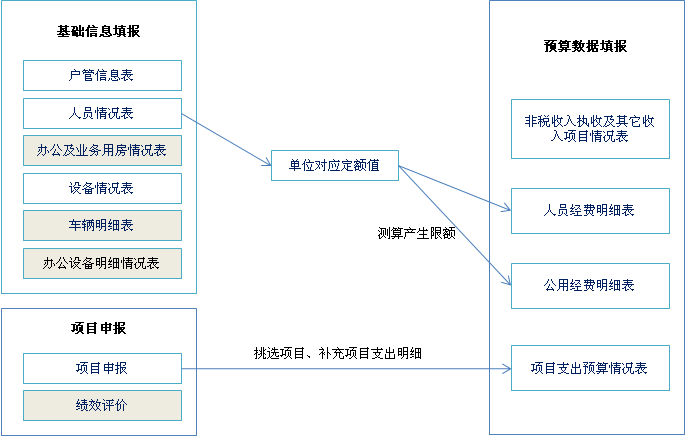 基础信息填报
户管信息表
人员情况表
办公及业务用房情况表
设备情况表
车辆明细表
办公设备明细情况表
项目申报
项目申报
绩效评价
单位对应定额值
测算产生限额
挑选项目、补充项目支出明细
预算数据填报
非税收入执收及其它收
入项目情况表
人员经费明细表
公用经费明细表
项目支出预算情况表